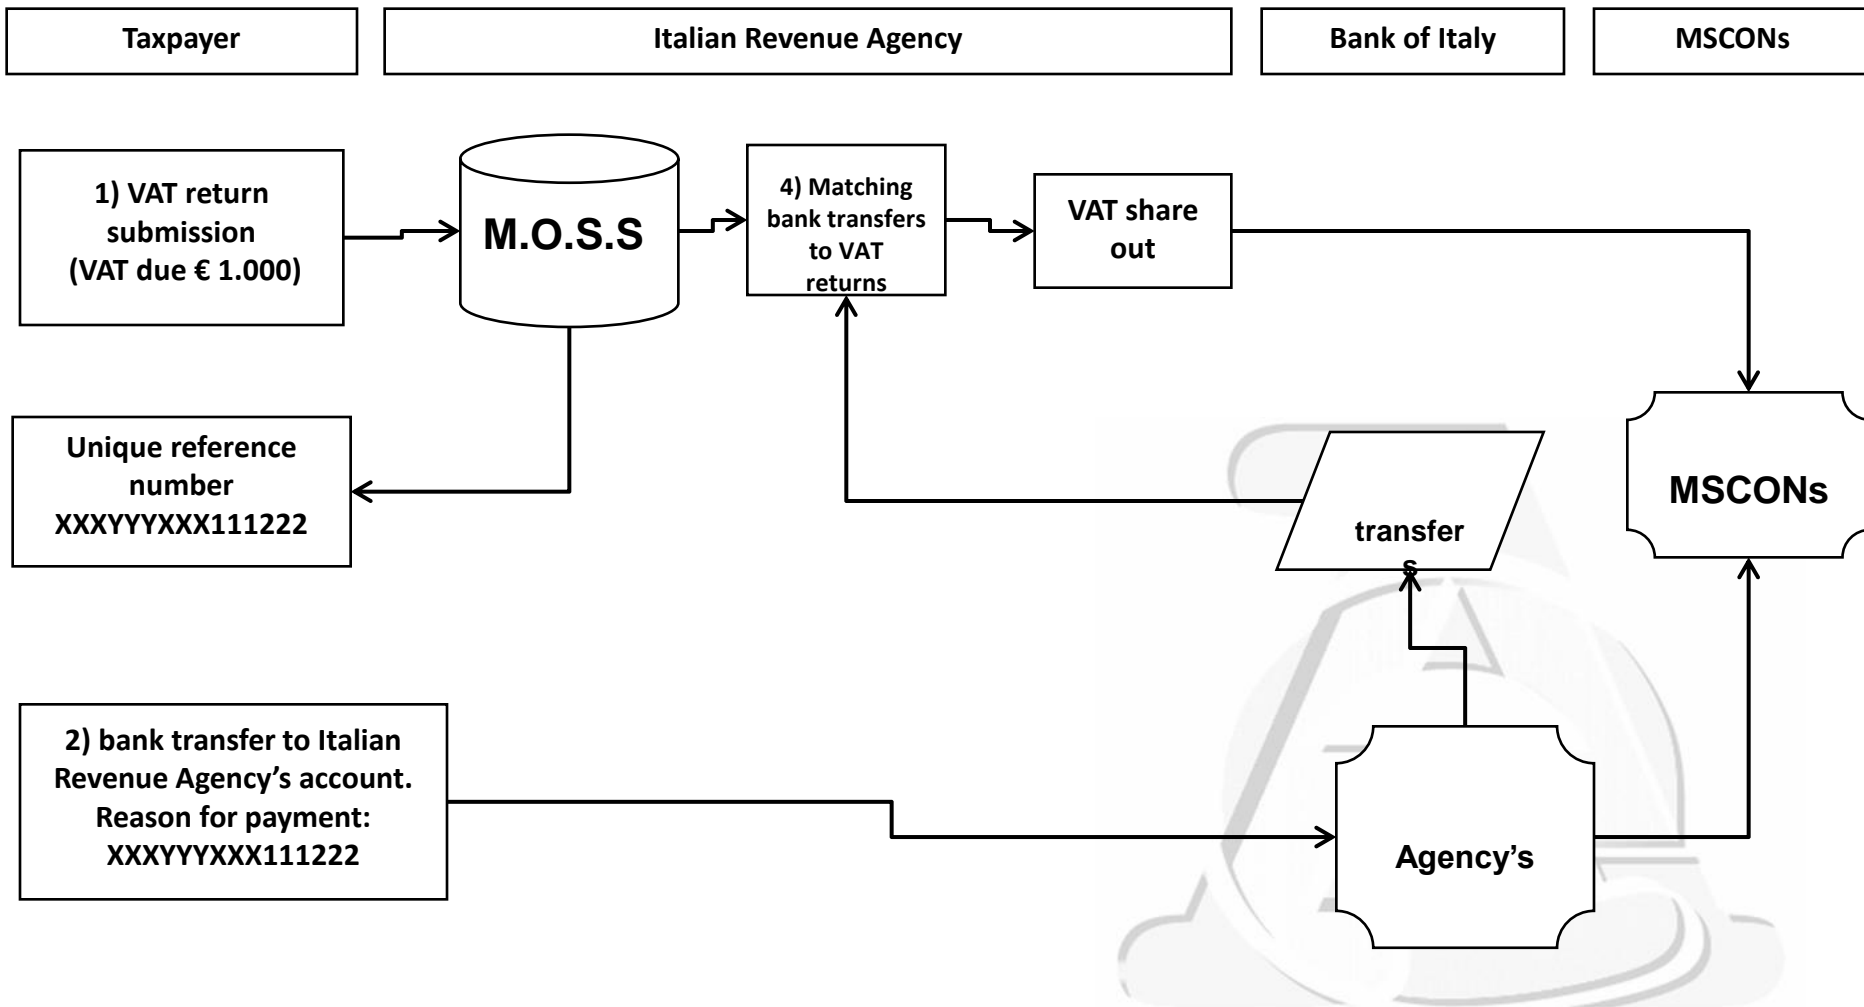 Taxpayer
Italian Revenue Agency
Bank of Italy
MSCONs
1) VAT return
submission
(VAT due € 1.000)
M.O.S.S
4) Matching
bank transfers
to VAT
returns
VAT share
out
Unique reference
number
XXXYYYXXX111222
transfer
s
MSCONs
2) bank transfer to Italian
Revenue Agency’s account.
Reason for payment:
XXXYYYXXX111222
Agency’s